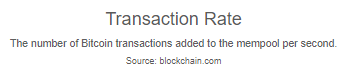 Transaction Rate
The number of Bitcoin transactions added to the mempool per second.
Source: blockchain.com